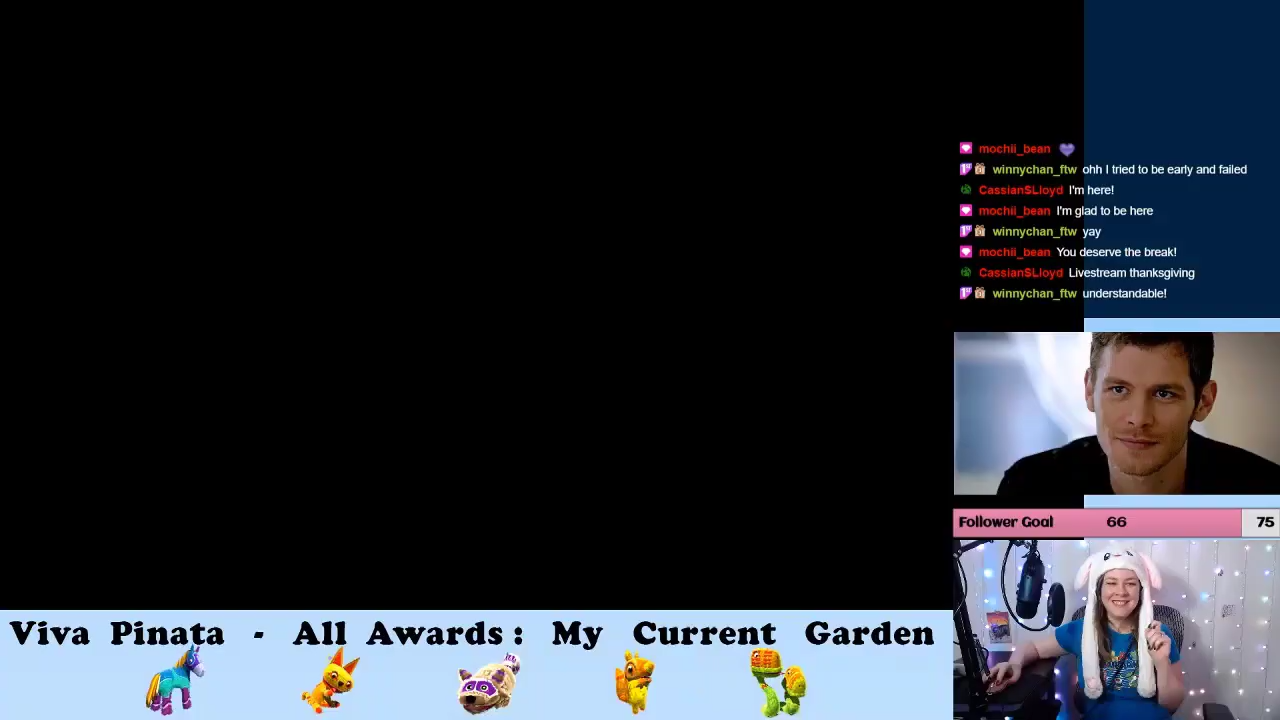 mochii_bean
winnychan_ftw ohh I tried to be early and failed
CassianSLloyd I'm here!
mochii_bean I'm glad to be here
winnychan_ftw yay
mochii_bean You deserve the break!
CassianSLloyd Livestream thanksgiving
winnychan_ftw understandable!
Follower Goal 66 75
Viva Pinata - All Awards: My Current Garden